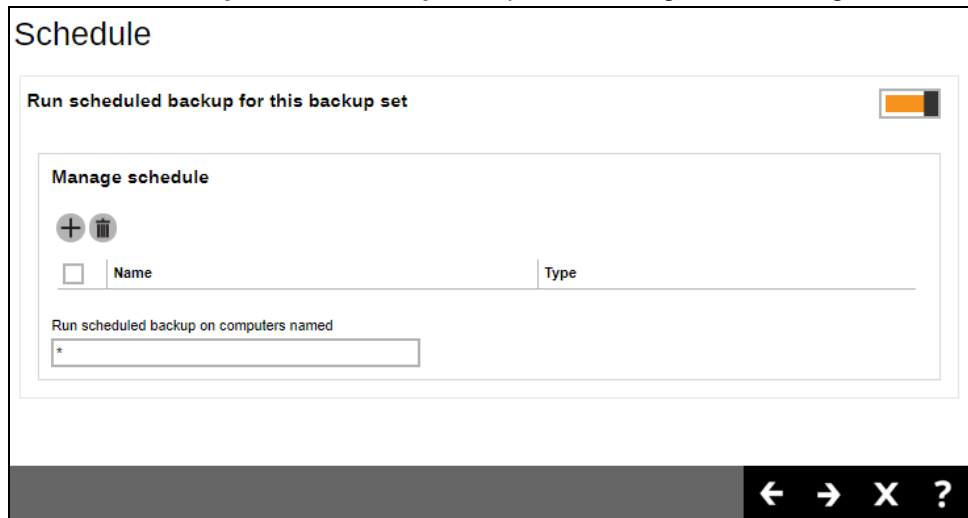 Schedule
Run scheduled backup for this backup set
Manage schedule
Name Type
Run scheduled backup on computers named
*
X ?